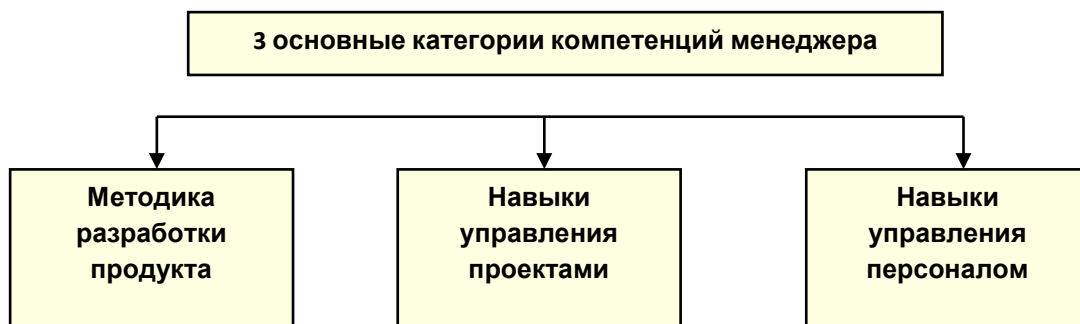 3 основные категории компетенций менеджера
Методика
разработки
продукта
Навыки
управления
проектами
Навыки
управления
персоналом